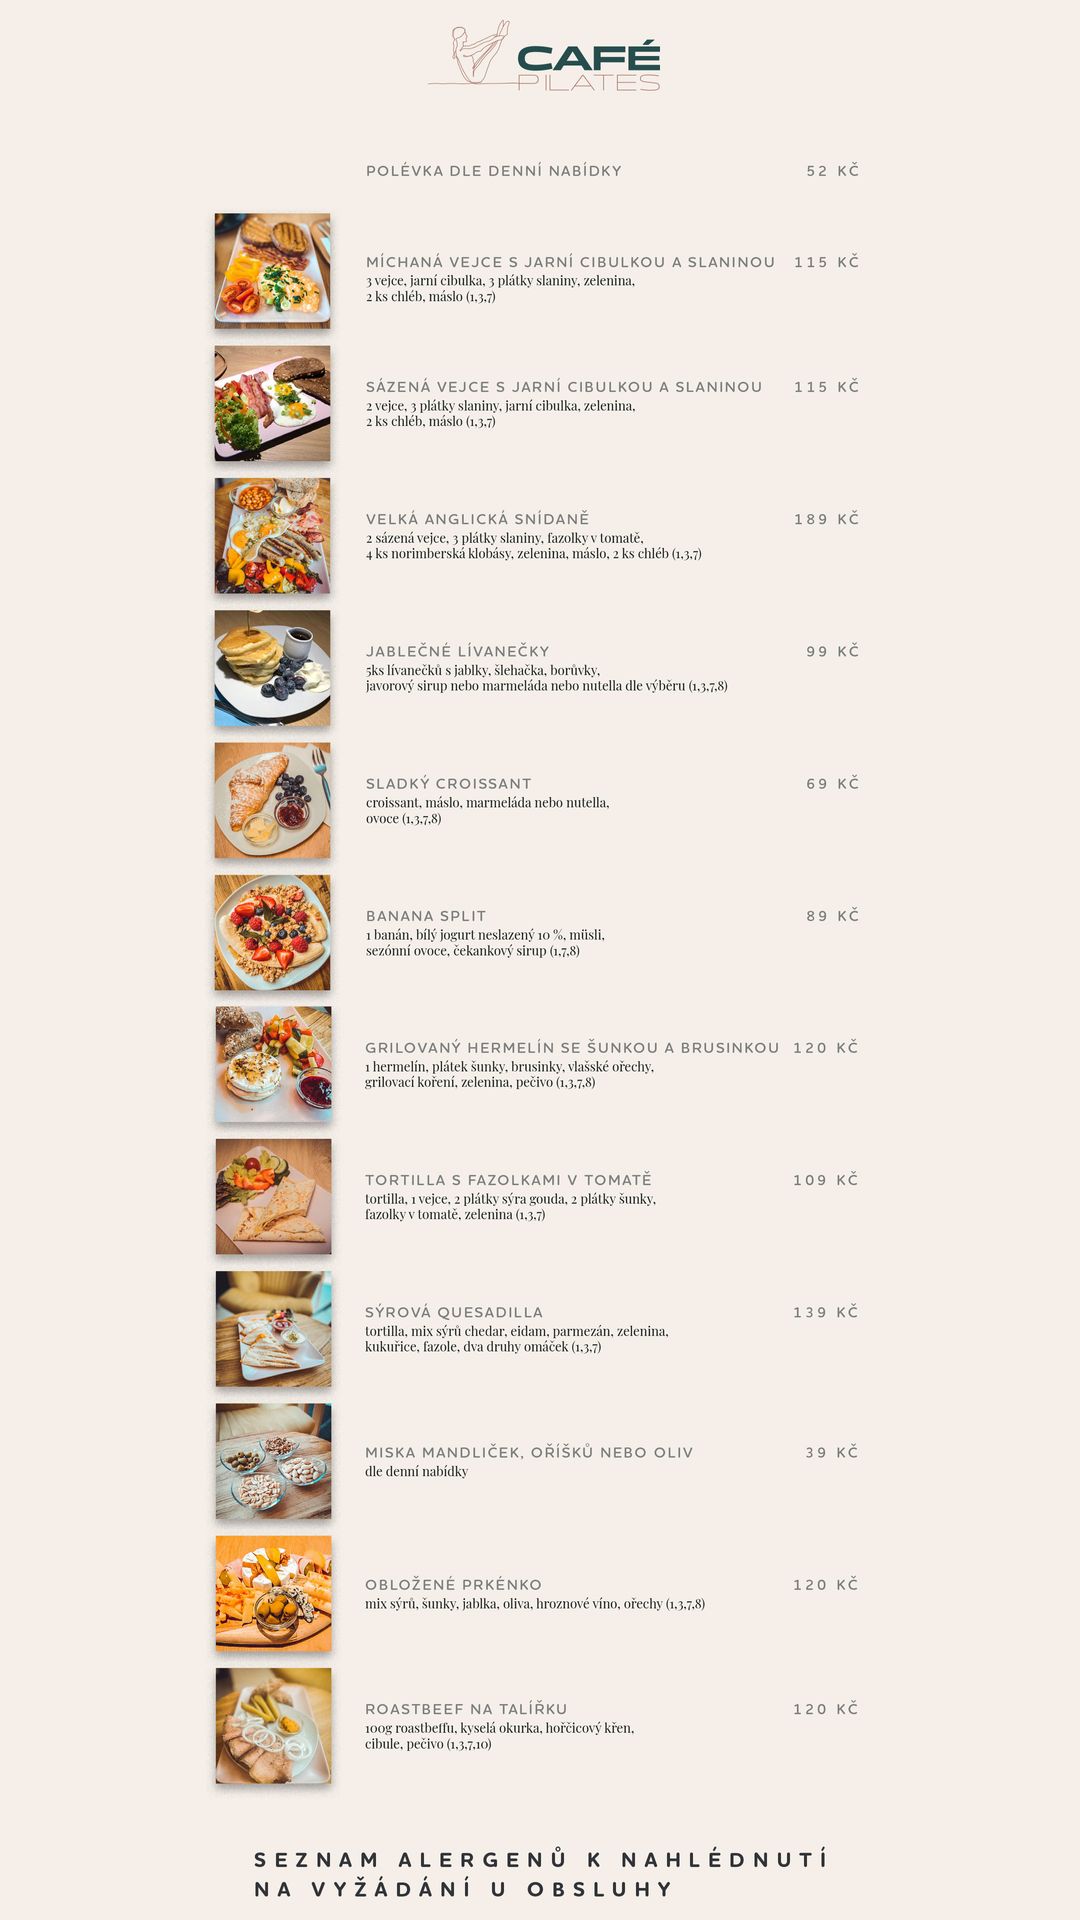 CAFÉ
PILATES
POLÉVKA DLE DENNÍ NABÍDKY 52 KČ
MÍCHANÁ VEJCE S JARNÍ CIBULKOU A SLANINOU 115 KČ
3 vejce, jarní cibulka, 3 plátky slaniny, zelenina,
2 ks chléb, máslo (1,3,7)
SÁZENÁ VEJCE S JARNÍ CIBULKOU A SLANINOU 115 KČ
2 vejce, 3 plátky slaniny, jarní cibulka, zelenina,
2 ks chléb, máslo (1,3,7)
VELKÁ ANGLICKÁ SNÍDANĚ 189 KČ
2 sázená vejce, 3 plátky slaniny, fazolky v tomatě,
4 ks norimberská klobásy, zelenina, máslo, 2 ks chléb (1,3,7)
JABLEČNÉ LÍVANEČKY 99 KČ
5ks lívanečků s jablky, šlehačka, borůvky,
javorový sirup nebo marmeláda nebo nutella dle výběru (1,3,7,8)
SLADKÝ CROISSANT 69 KČ
croissant, máslo, marmeláda nebo nutella,
ovoce (1,3,7,8)
BANANA SPLIT 89 KČ
1 banán, bílý jogurt neslazený 10 %, müsli,
sezónní ovoce, čekankový sirup (1,7,8)
GRILOVANÝ HERMELÍN SE ŠUNKOU A BRUSINKOU 120 KČ
1 hermelín, plátek šunky, brusinky, vlašské ořechy,
grilovací koření, zelenina, pečivo (1,3,7,8)
TORTILLA S FAZOLKAMI V TOMATĚ 109 KČ
tortilla, 1 vejce, 2 plátky sýra gouda, 2 plátky šunky,
fazolky v tomatě, zelenina (1,3,7)
SÝROVÁ QUESADILLA 139 KČ
tortilla, mix sýrů chedar, eidam, parmezán, zelenina,
kukuřice, fazole, dva druhy omáček (1,3,7)
MISKA MANDLIČEK, OŘÍŠKŮ NEBO OLIV 39 KČ
dle denní nabídky
OBLOŽENÉ PRKÉNKO 120 KČ
mix sýrů, šunky, jablka, oliva, hroznové víno, ořechy (1,3,7,8)
ROASTBEEF NA TALÍŘKU 120 KČ
100g roastbeffu, kyselá okurka, hořčicový křen,
cibule, pečivo (1,3,7,10)
SEZNAM ALERGENŮ K NAHLÉDNUTÍ
NA VYŽÁDÁNÍ U OBSLUHY